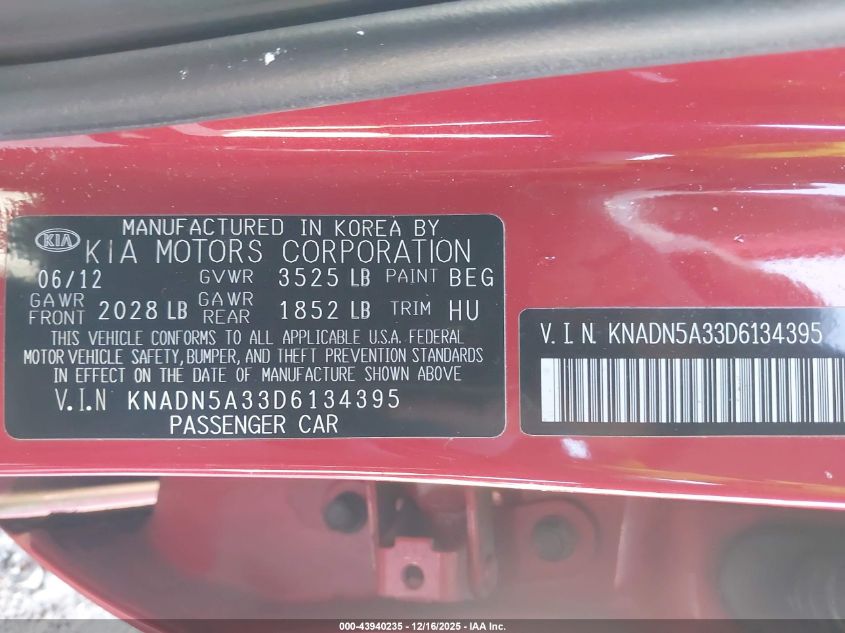 MANUFACTURED IN KOREA BY
KIA KIA MOTORS CORPORATION
06/12 GVWR 3525 LB PAINT BEG
GAWR FRONT 2028 LB GAWR REAR 1852 LB TRIM HU
THIS VEHICLE CONFORMS TO ALL APPLICABLE U.S.A. FEDERAL
MOTOR VEHICLE SAFETY, BUMPER, AND THEFT PREVENTION STANDARDS
IN EFFECT ON THE DATE OF MANUFACTURE SHOWN ABOVE
V.I.N KNADN5A33D6134395
PASSENGER CAR
V.I.N. KNADN5A33D6134395
000-43940235 - 12/16/2025 - IAA Inc.